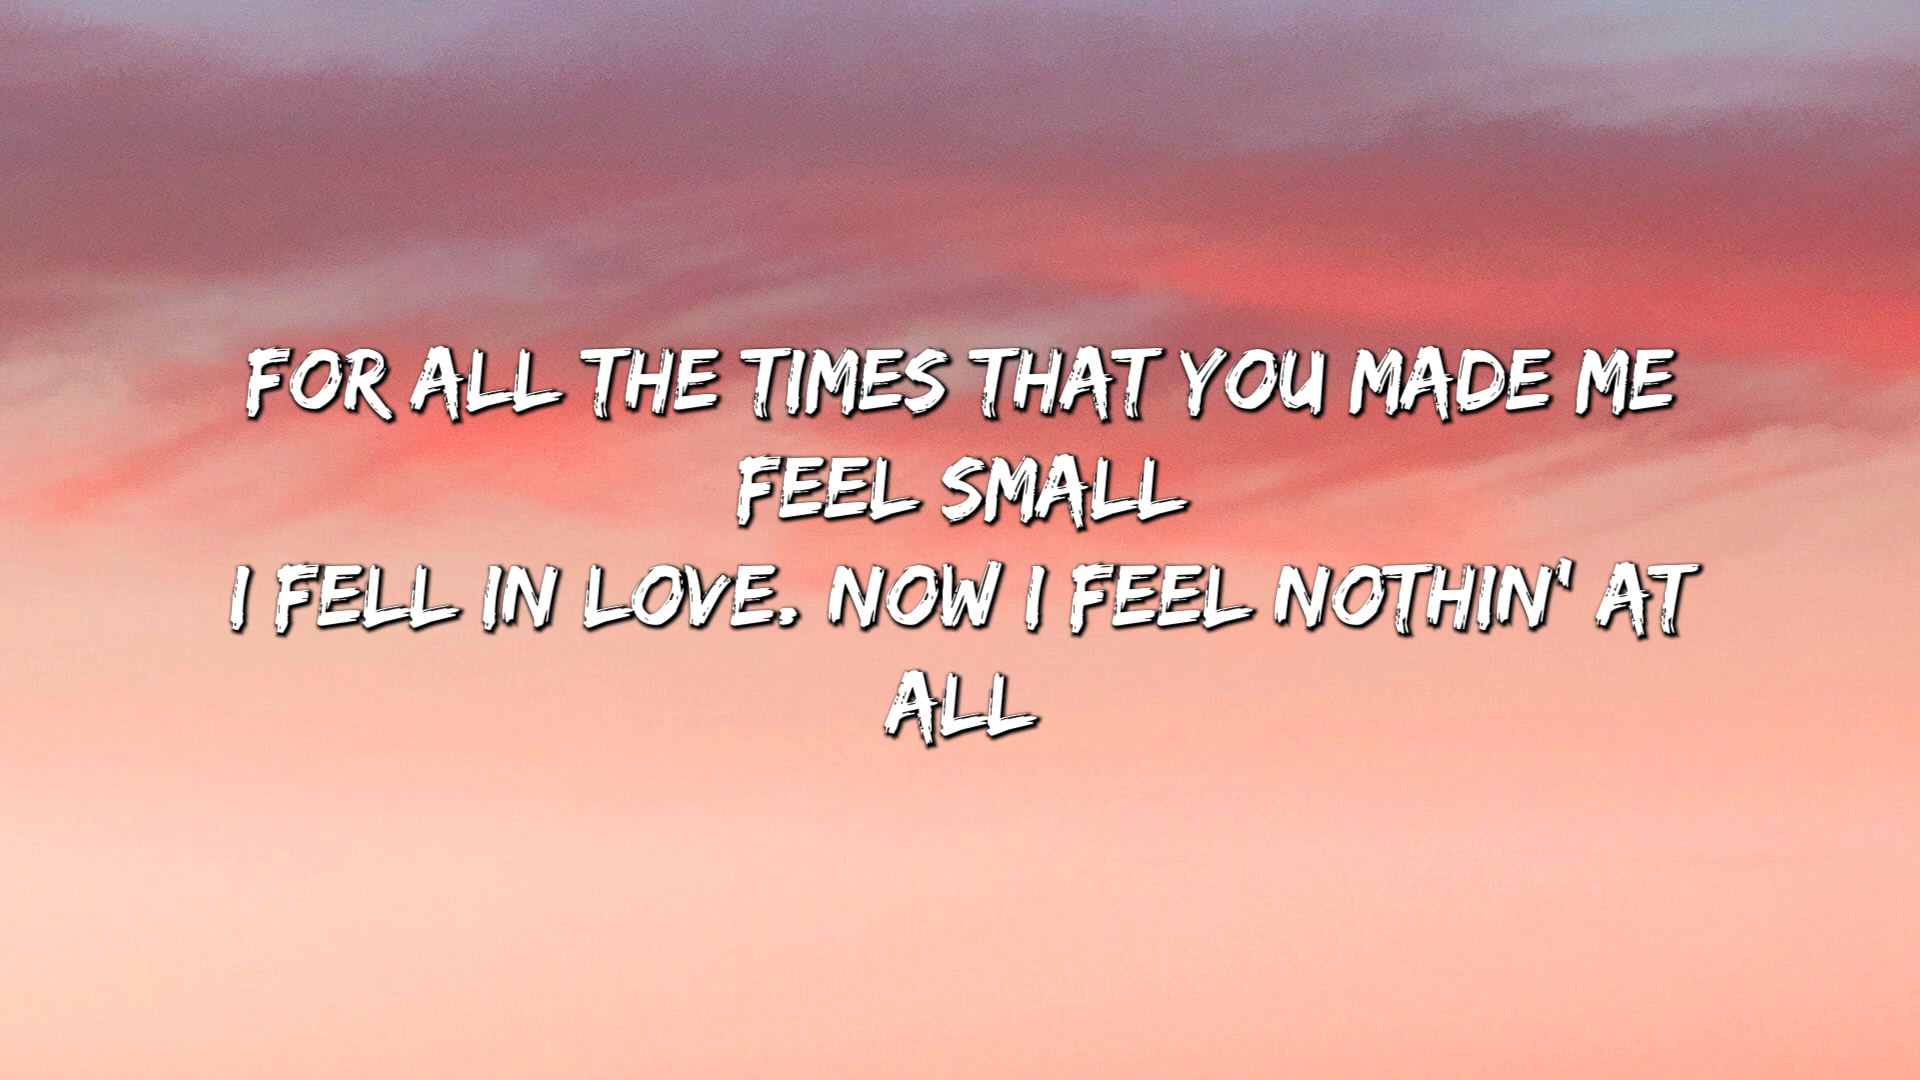 FOR ALL THE TIMES THAT YOU MADE ME
FEEL SMALL
I FELL IN LOVE. NOW I FEEL NOTHIN' AT
ALL